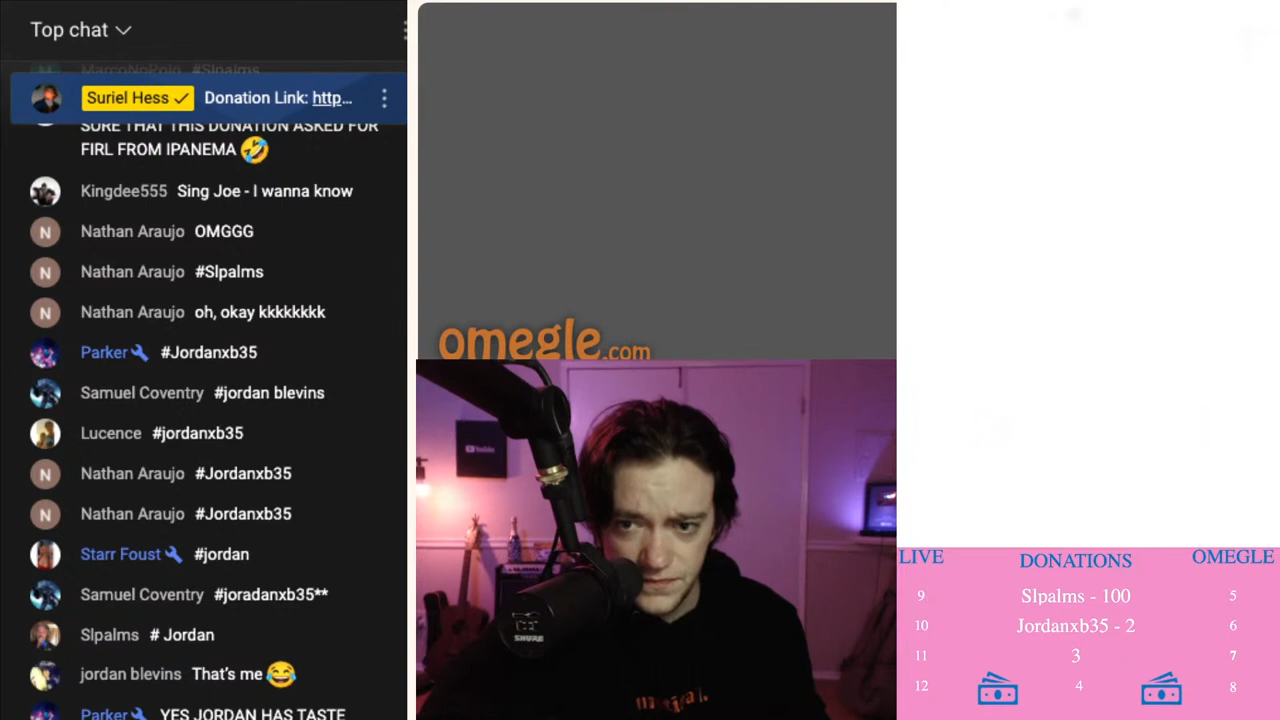 Top chat
MarcoNoPolo #Slpalms
Suriel Hess Donation Link: http...
SURE THAT THIS DONATION ASKED FOR
FIRL FROM IPANEMA 🤣
Kingdee555 Sing Joe - I wanna know
Nathan Araujo OMGGG
Nathan Araujo #Slpalms
Nathan Araujo oh, okay kkkkkkkk
Parker #Jordanxb35
Samuel Coventry #jordan blevins
Lucence #jordanxb35
Nathan Araujo #Jordanxb35
Nathan Araujo #Jordanxb35
Starr Foust #jordan
Samuel Coventry #joradanxb35**
Slpalms # Jordan
jordan blevins That's me 😂
Parker YES JORDAN HAS TASTE
omegle.com
YouTube
SHURE
LIVE DONATIONS OMEGLE
9 Slpalms - 100 5
10 Jordanxb35 - 2 6
11 3 7
12 4 8